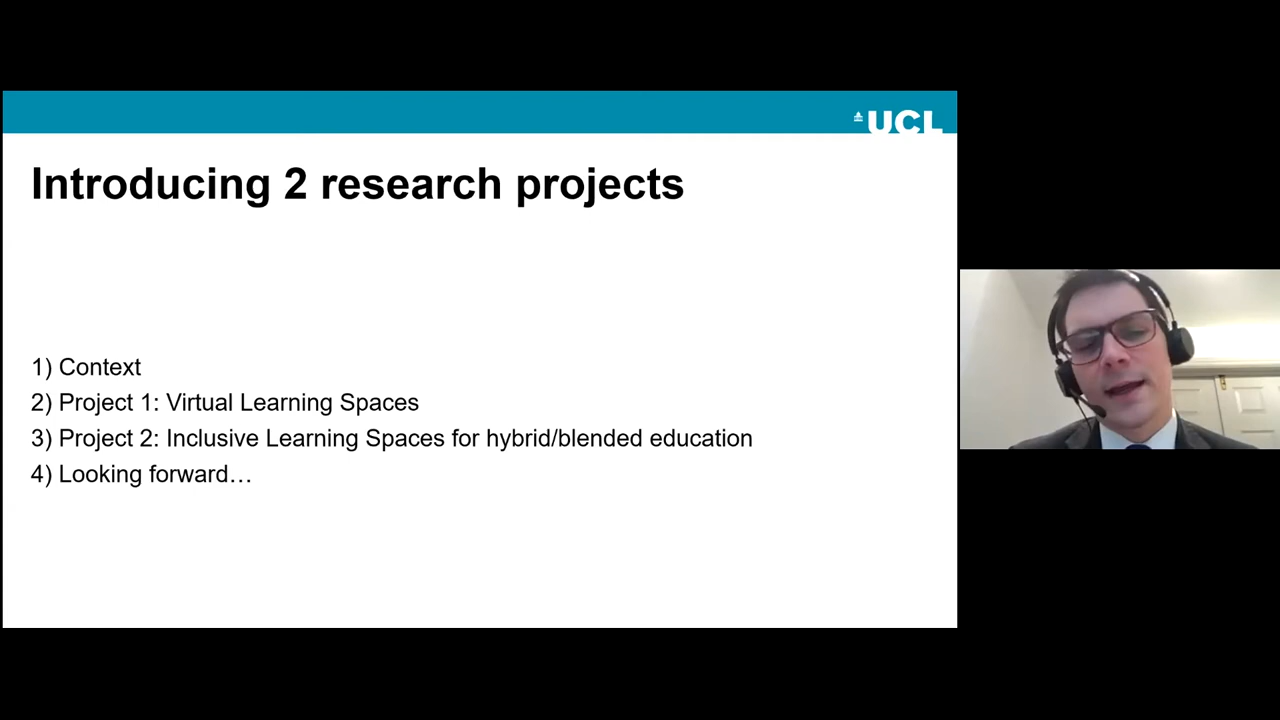 UCL
Introducing 2 research projects
1) Context
2) Project 1: Virtual Learning Spaces
3) Project 2: Inclusive Learning Spaces for hybrid/blended education
4) Looking forward…